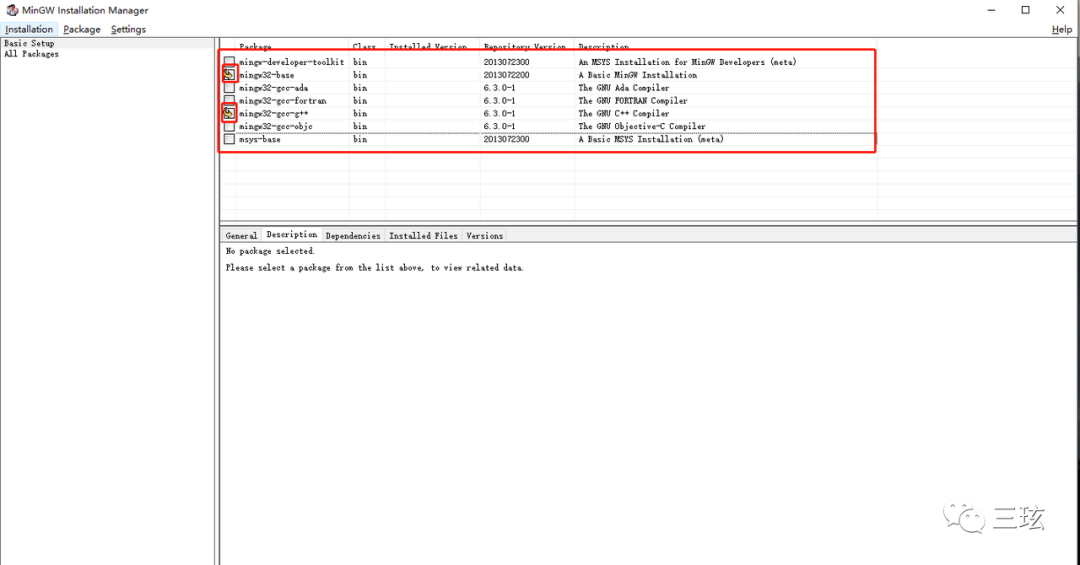 MinGW Installation Manager
Installation Package Settings Help
Basic Setup
All Packages
Package Class Installed Version Repository Version Description
mingw-developer-toolkit bin 2013072300 An MSYS Installation for MinGW Developers (meta)
mingw32-base bin 2013072200 A Basic MinGW Installation
mingw32-gcc-ada bin 6.3.0-1 The GNU Ada Compiler
mingw32-gcc-fortran bin 6.3.0-1 The GNU FORTRAN Compiler
mingw32-gcc-g++ bin 6.3.0-1 The GNU C++ Compiler
mingw32-gcc-objc bin 6.3.0-1 The GNU Objective-C Compiler
msys-base bin 2013072300 A Basic MSYS Installation (meta)
General Description Dependencies Installed Files Versions
No package selected.
Please select a package from the list above, to view related data.
三玹